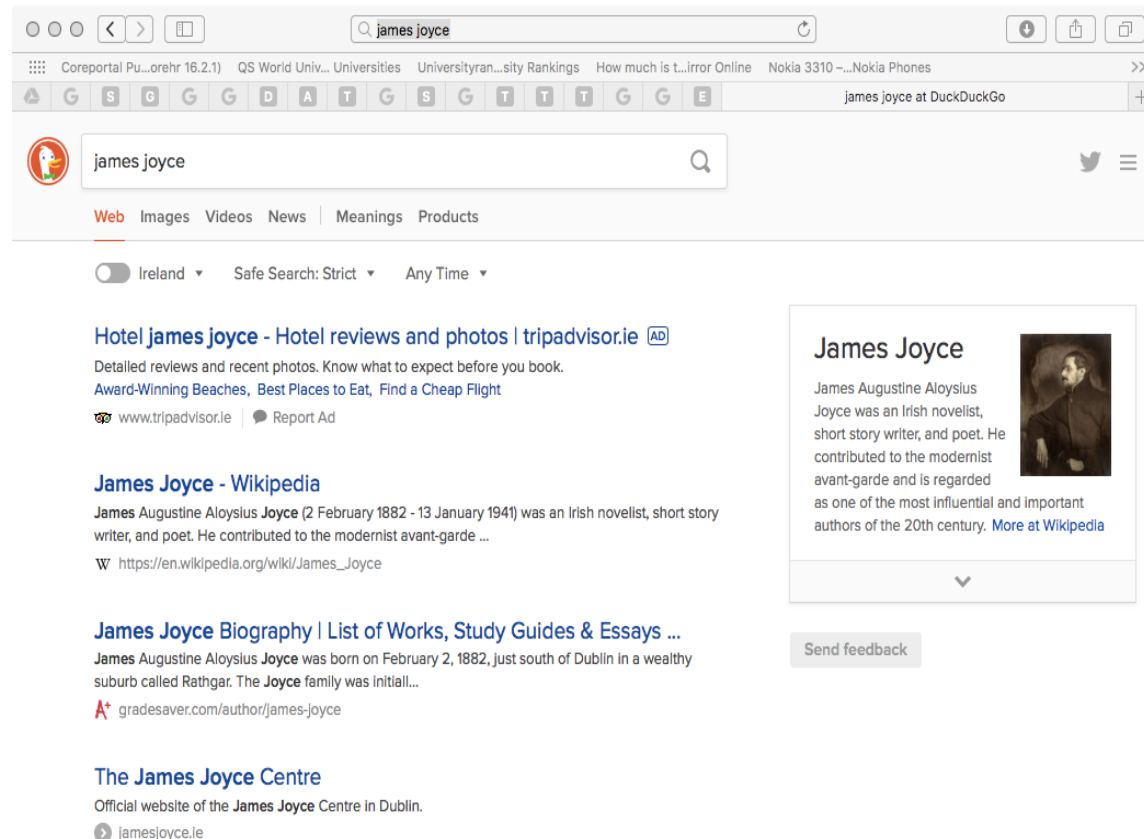 james joyce
Coreportal Pu...orehr 16.2.1) QS World Univ... Universities Universityran...sity Rankings How much is t...irror Online Nokia 3310 –...Nokia Phones >>
G S G G G D A T G S G T T T G G E james joyce at DuckDuckGo +
james joyce
Web Images Videos News Meanings Products
Ireland Safe Search: Strict Any Time
Hotel james joyce - Hotel reviews and photos | tripadvisor.ie AD
Detailed reviews and recent photos. Know what to expect before you book.
Award-Winning Beaches, Best Places to Eat, Find a Cheap Flight
www.tripadvisor.ie Report Ad
James Joyce - Wikipedia
James Augustine Aloysius Joyce (2 February 1882 - 13 January 1941) was an Irish novelist, short story
writer, and poet. He contributed to the modernist avant-garde ...
W https://en.wikipedia.org/wiki/James_Joyce
James Joyce Biography | List of Works, Study Guides & Essays ...
James Augustine Aloysius Joyce was born on February 2, 1882, just south of Dublin in a wealthy
suburb called Rathgar. The Joyce family was initiall...
A+ gradesaver.com/author/james-joyce
The James Joyce Centre
Official website of the James Joyce Centre in Dublin.
jamesjoyce.ie
James Joyce
James Augustine Aloysius
Joyce was an Irish novelist,
short story writer, and poet. He
contributed to the modernist
avant-garde and is regarded
as one of the most influential and important
authors of the 20th century. More at Wikipedia
Send feedback